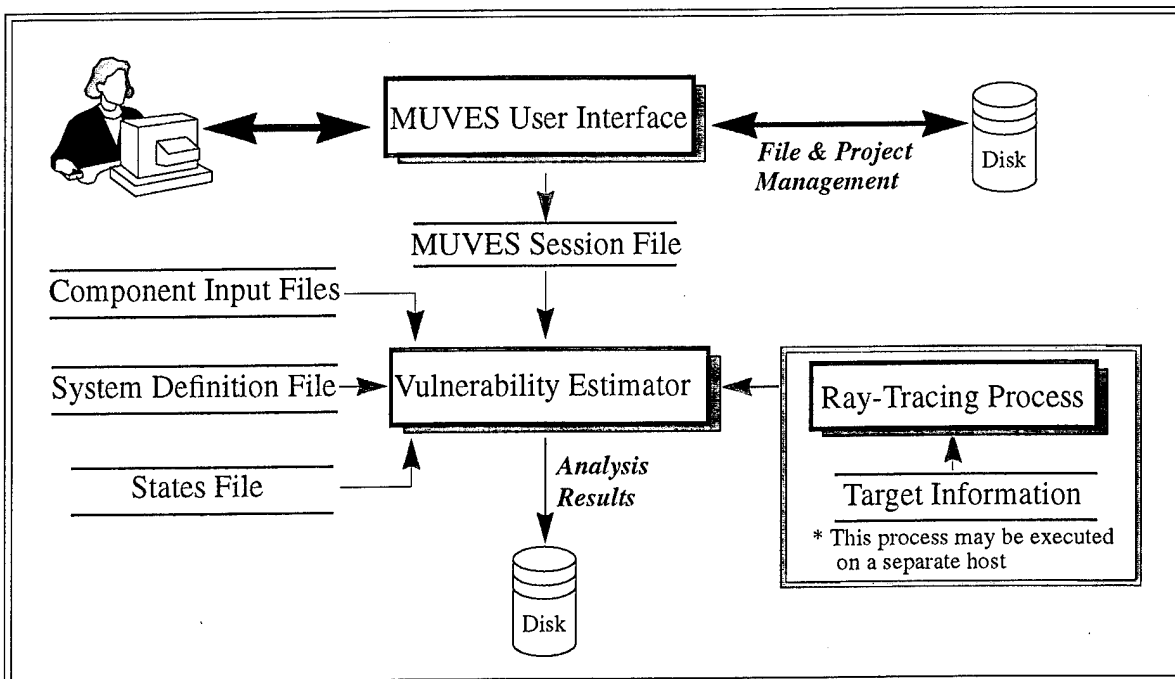 MUVES User Interface
File & Project
Management
Disk
MUVES Session File
Component Input Files
System Definition File
Vulnerability Estimator
Ray-Tracing Process
States File
Analysis
Results
Target Information
* This process may be executed
on a separate host
Disk